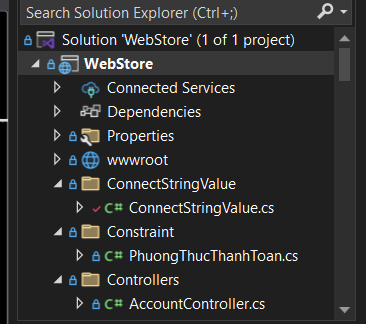 Search Solution Explorer (Ctrl+;)
Solution 'WebStore' (1 of 1 project)
WebStore
Connected Services
Dependencies
Properties
wwwroot
ConnectStringValue
C# ConnectStringValue.cs
Constraint
C# PhuongThucThanhToan.cs
Controllers
C# AccountController.cs